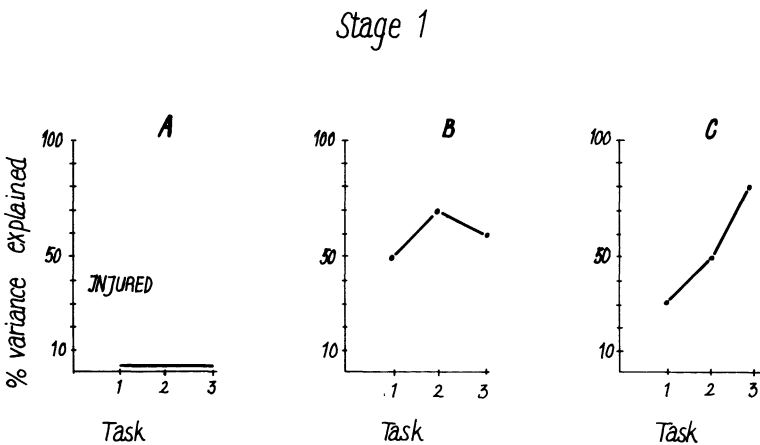 Stage 1
% variance explained
A
100
50
10
INJURED
1 2 3
Task
B
100
50
10
1 2 3
Task
C
100
50
10
1 2 3
Task